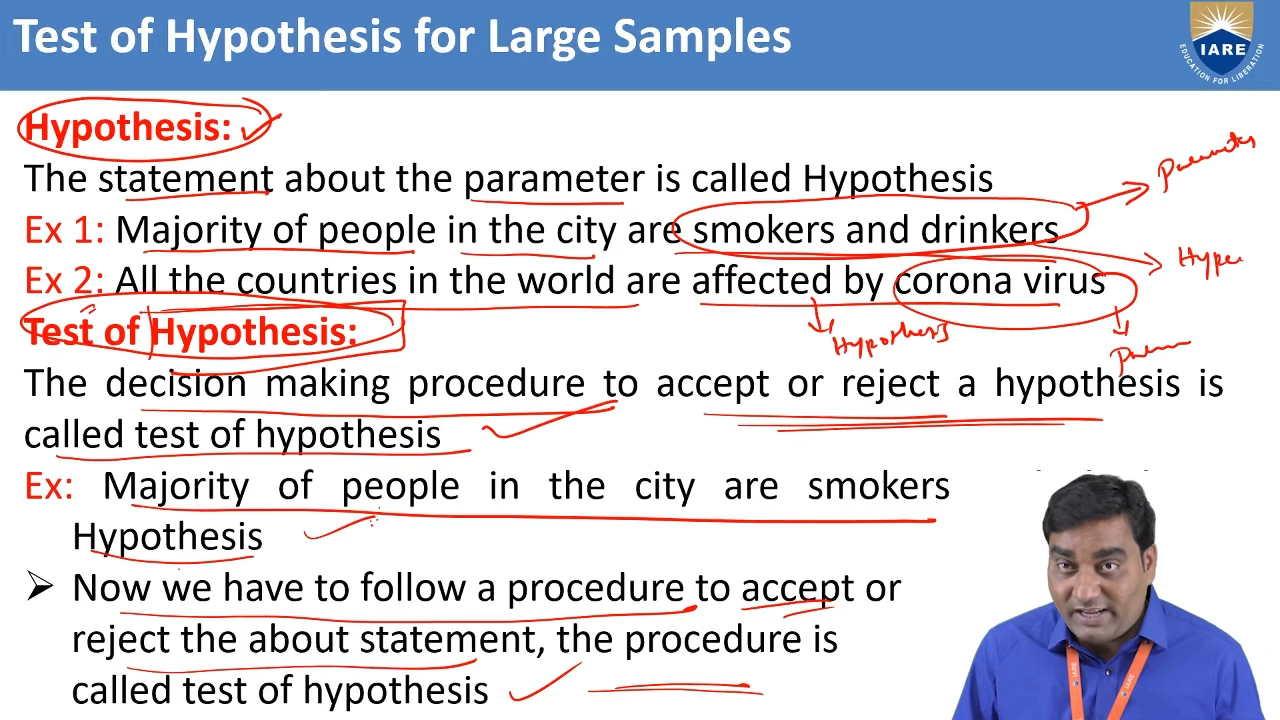 Test of Hypothesis for Large Samples
IARE
EDUCATION FOR LIBERATION
Hypothesis:
The statement about the parameter is called Hypothesis
Ex 1: Majority of people in the city are smokers and drinkers
Ex 2: All the countries in the world are affected by corona virus
Hypothesis
Test of Hypothesis:
The decision making procedure to accept or reject a hypothesis is
called test of hypothesis
Ex: Majority of people in the city are smokers
Hypothesis
➤ Now we have to follow a procedure to accept or
reject the about statement, the procedure is
called test of hypothesis
IARE
IARE